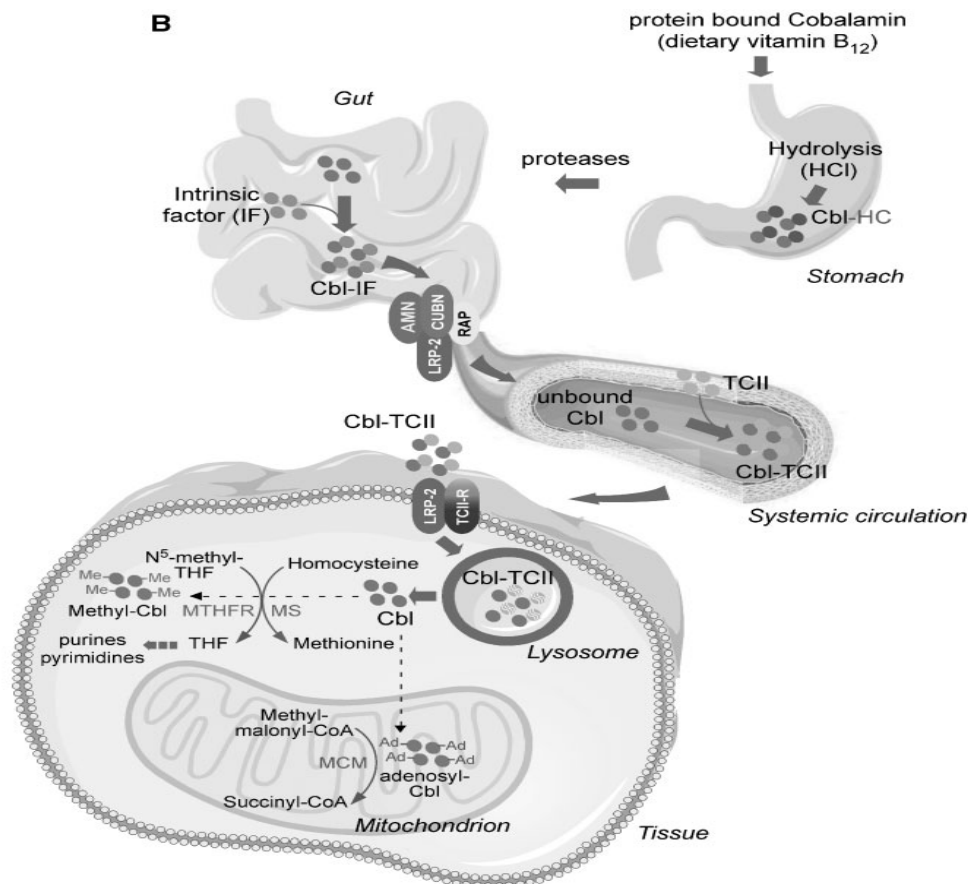 B
protein bound Cobalamin
(dietary vitamin B12)
Gut
Hydrolysis
(HCl)
proteases
Intrinsic
factor (IF)
Cbl-HC
Stomach
Cbl-IF
AMN
CUBN
LRP-2
RAP
TCII
unbound
Cbl
Cbl-TCII
Cbl-TCII
Systemic circulation
LRP-2
TCII-R
N5-methyl-
THF
Homocysteine
Me Me
Me Me
Methyl-Cbl
MTHFR
MS
Cbl
Cbl-TCII
Lysosome
purines
pyrimidines
THF
Methionine
Methyl-
malonyl-CoA
MCM
Succinyl-CoA
Ad Ad
Ad Ad
adenosyl-
Cbl
Mitochondrion
Tissue